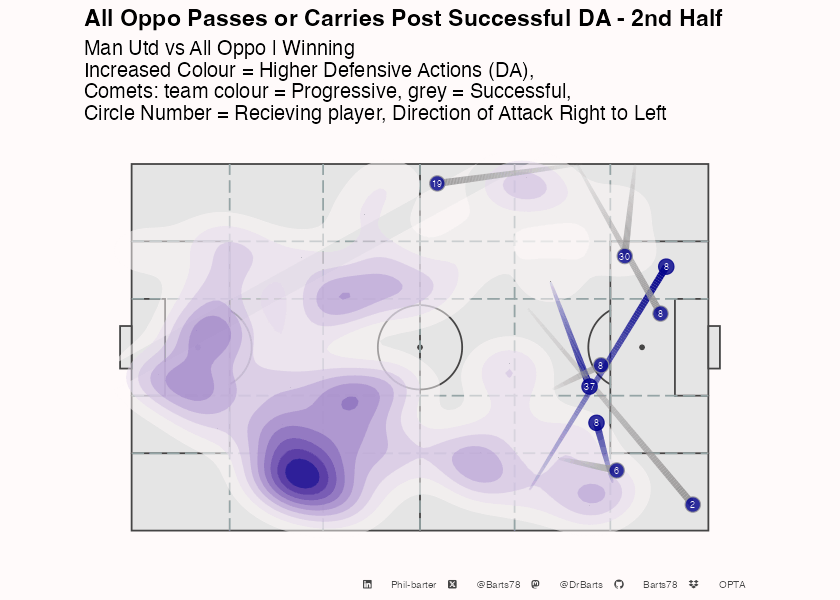 All Oppo Passes or Carries Post Successful DA - 2nd Half
Man Utd vs All Oppo | Winning
Increased Colour = Higher Defensive Actions (DA),
Comets: team colour = Progressive, grey = Successful,
Circle Number = Recieving player, Direction of Attack Right to Left
19
30
8
8
8
37
8
6
2
Phil-barter @Barts78 @DrBarts Barts78 OPTA